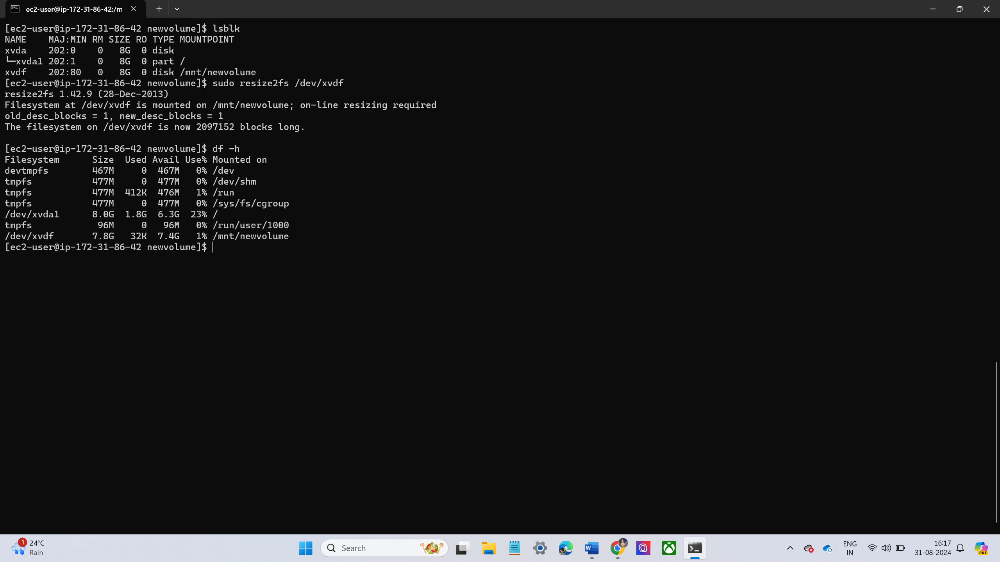 ec2-user@ip-172-31-86-42:/m
[ec2-user@ip-172-31-86-42 newvolume]$ lsblk
NAME    MAJ:MIN RM SIZE RO TYPE MOUNTPOINT
xvda    202:0    0   8G  0 disk
└─xvda1 202:1    0   8G  0 part /
xvdf    202:80   0   8G  0 disk /mnt/newvolume
[ec2-user@ip-172-31-86-42 newvolume]$ sudo resize2fs /dev/xvdf
resize2fs 1.42.9 (28-Dec-2013)
Filesystem at /dev/xvdf is mounted on /mnt/newvolume; on-line resizing required
old_desc_blocks = 1, new_desc_blocks = 1
The filesystem on /dev/xvdf is now 2097152 blocks long.
[ec2-user@ip-172-31-86-42 newvolume]$ df -h
Filesystem      Size  Used Avail Use% Mounted on
devtmpfs        467M     0  467M   0% /dev
tmpfs           477M     0  477M   0% /dev/shm
tmpfs           477M  412K  476M   1% /run
tmpfs           477M     0  477M   0% /sys/fs/cgroup
/dev/xvda1      8.0G  1.8G  6.3G  23% /
tmpfs            96M     0   96M   0% /run/user/1000
/dev/xvdf       7.8G   32K  7.4G   1% /mnt/newvolume
[ec2-user@ip-172-31-86-42 newvolume]$
1
24°C
Rain
Search
W
ENG
IN
16:17
31-08-2024
PRE